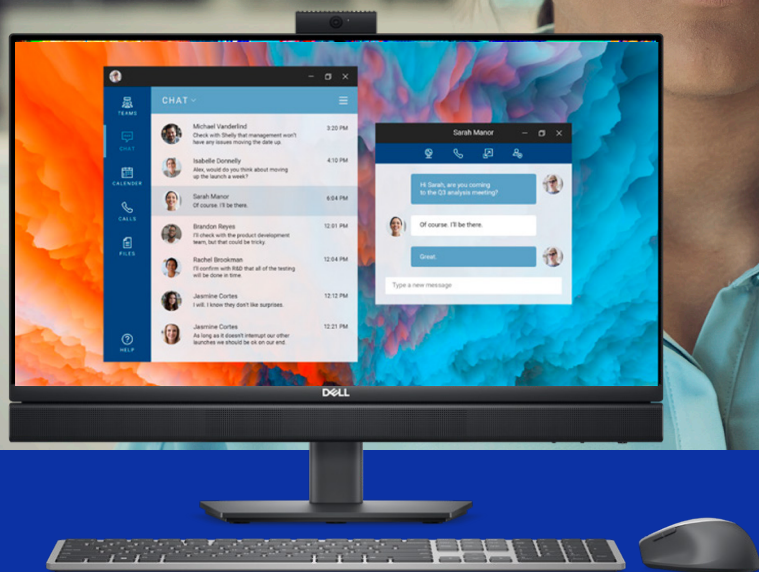 TEAMS
CHAT
CALENDER
CALLS
FILES
HELP
CHAT
Michael Vanderlind
3:20 PM
Check with Shelly that management won't
have any issues moving the date up.
Isabelle Donnelly
4:10 PM
Alex, would do you think about moving
up the launch a week?
Sarah Manor
6:04 PM
Of course. I'll be there.
Brandon Reyes
12:01 PM
I'll check with the product development
team, but that could be tricky.
Rachel Brookman
12:04 PM
I'll confirm with R&D that all of the testing
will be done in time.
Jasmine Cortes
12:12 PM
I will. I know they don't like surprises.
Jasmine Cortes
12:21 PM
As long as it doesn't interrupt our other
launches we should be ok on our end.
Sarah Manor
Hi Sarah, are you coming
to the Q3 analysis meeting?
Of course. I'll be there.
Great.
Type a new message
DELL